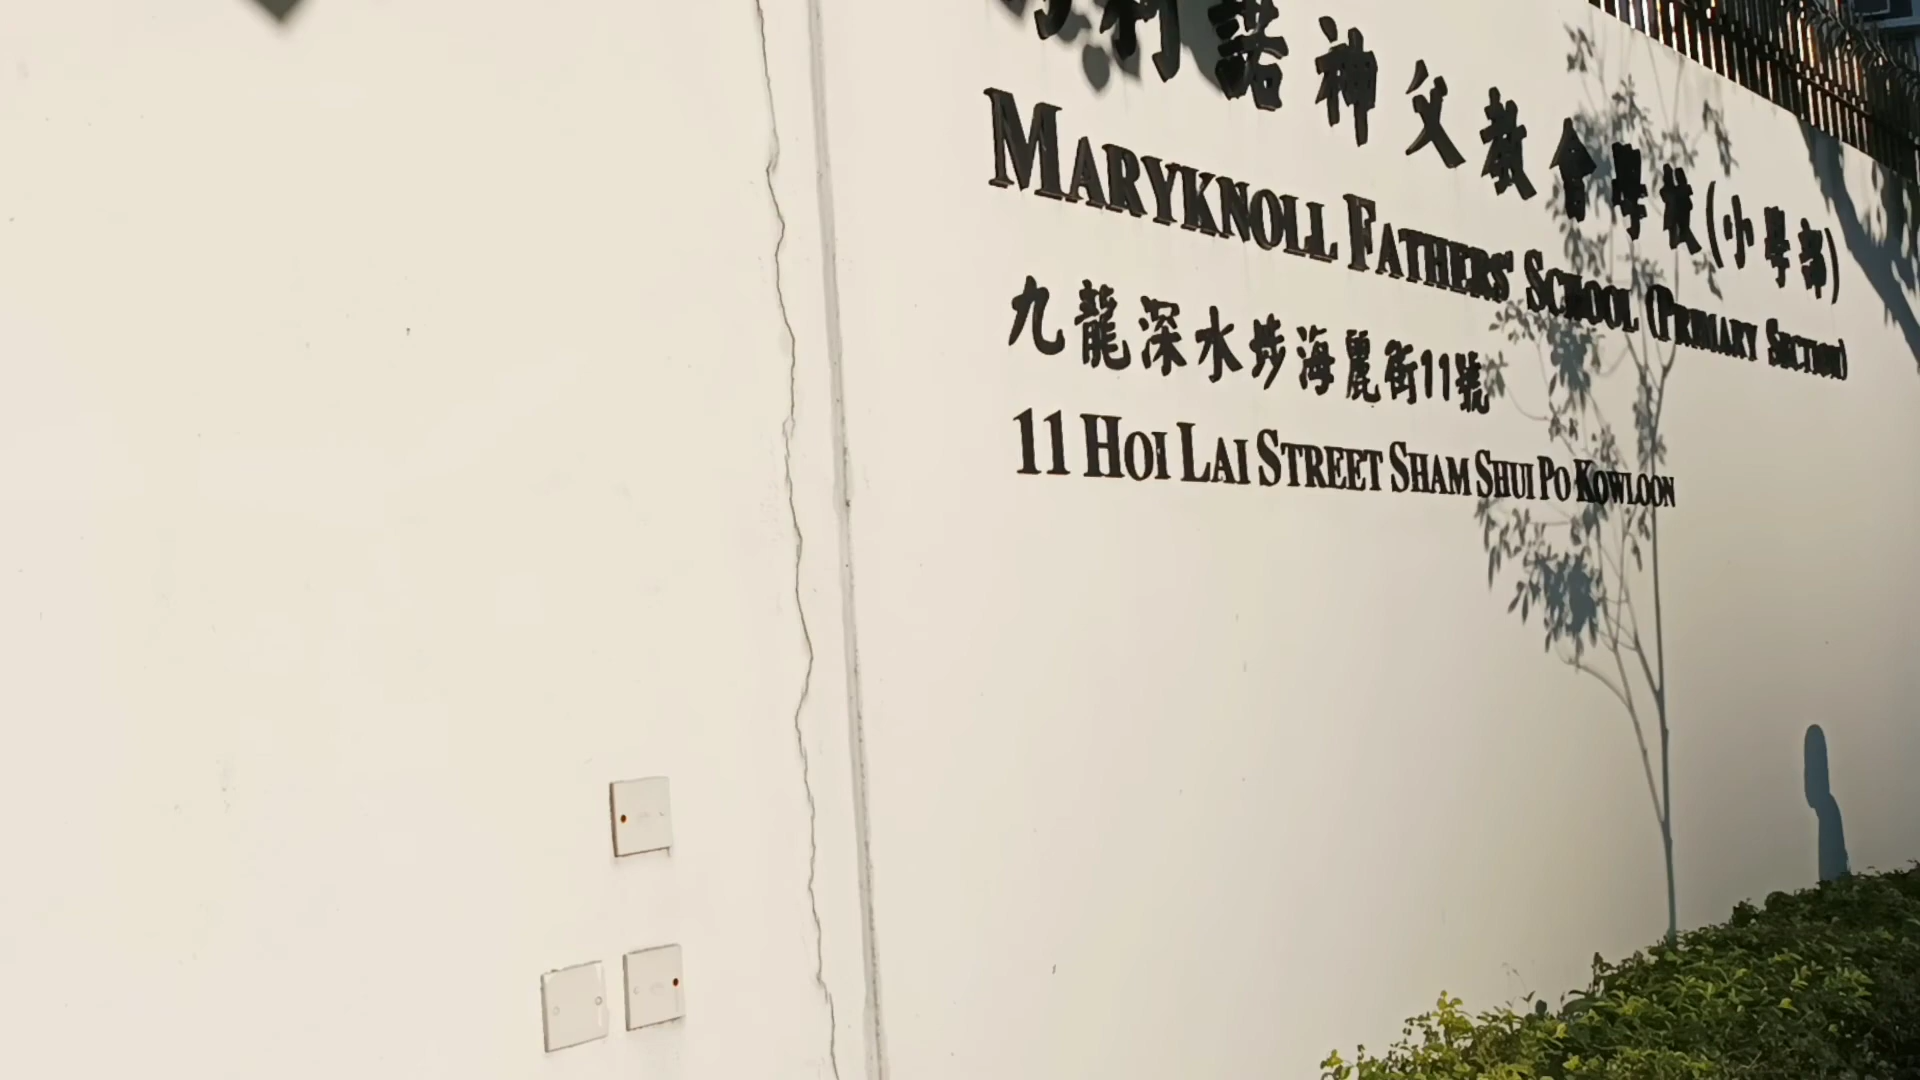 利諾神父教會學校(小學部)
MARYKNOLL FATHERS' SCHOOL (PRIMARY SECTION)
九龍深水埗海麗街11號
11 HOI LAI STREET SHAM SHUI PO KOWLOON